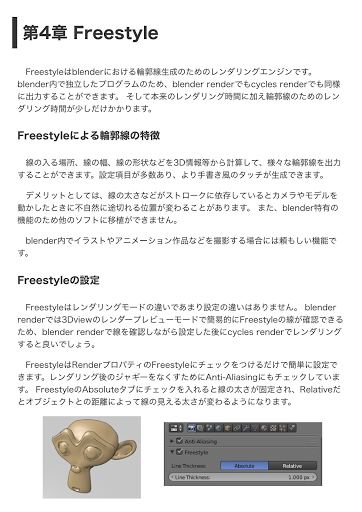 第4章 Freestyle
Freestyleはblenderにおける輪郭線生成のためのレンダリングエンジンです。
blender内で独立したプログラムのため、blender renderでもcycles renderでも同様
に出力することができます。 そして本来のレンダリング時間に加え輪郭線のためのレン
ダリング時間が少しだけかかります。
Freestyleによる輪郭線の特徴
線の入る場所、線の幅、線の形状などを3D情報等から計算して、様々な輪郭線を出力
することができます。設定項目が多数あり、より手書き風のタッチが生成できます。
デメリットとしては、線の太さなどがストロークに依存しているとカメラやモデルを
動かしたときに不自然に途切れる位置が変わることがあります。 また、blender特有の
機能のため他のソフトに移植ができません。
blender内でイラストやアニメーション作品などを撮影する場合には頼もしい機能で
す。
Freestyleの設定
Freestyleはレンダリングモードの違いであまり設定の違いはありません。 blender
renderでは3Dviewのレンダープレビューモードで簡易的にFreestyleの線が確認できる
ため、blender renderで線を確認しながら設定した後にcycles renderでレンダリング
すると良いでしょう。
FreestyleはRenderプロパティのFreestyleにチェックをつけるだけで簡単に設定で
きます。レンダリング後のジャギーをなくすためにAnti-Aliasingにもチェックしていま
す。 FreestyleのAbsoluteタブにチェックを入れると線の太さが固定され、Relativeだ
とオブジェクトとの距離によって線の見える太さが変わるようになります。
Anti-Aliasing
Freestyle
Line Thickness: Absolute Relative
Line Thickness: 1.000 px